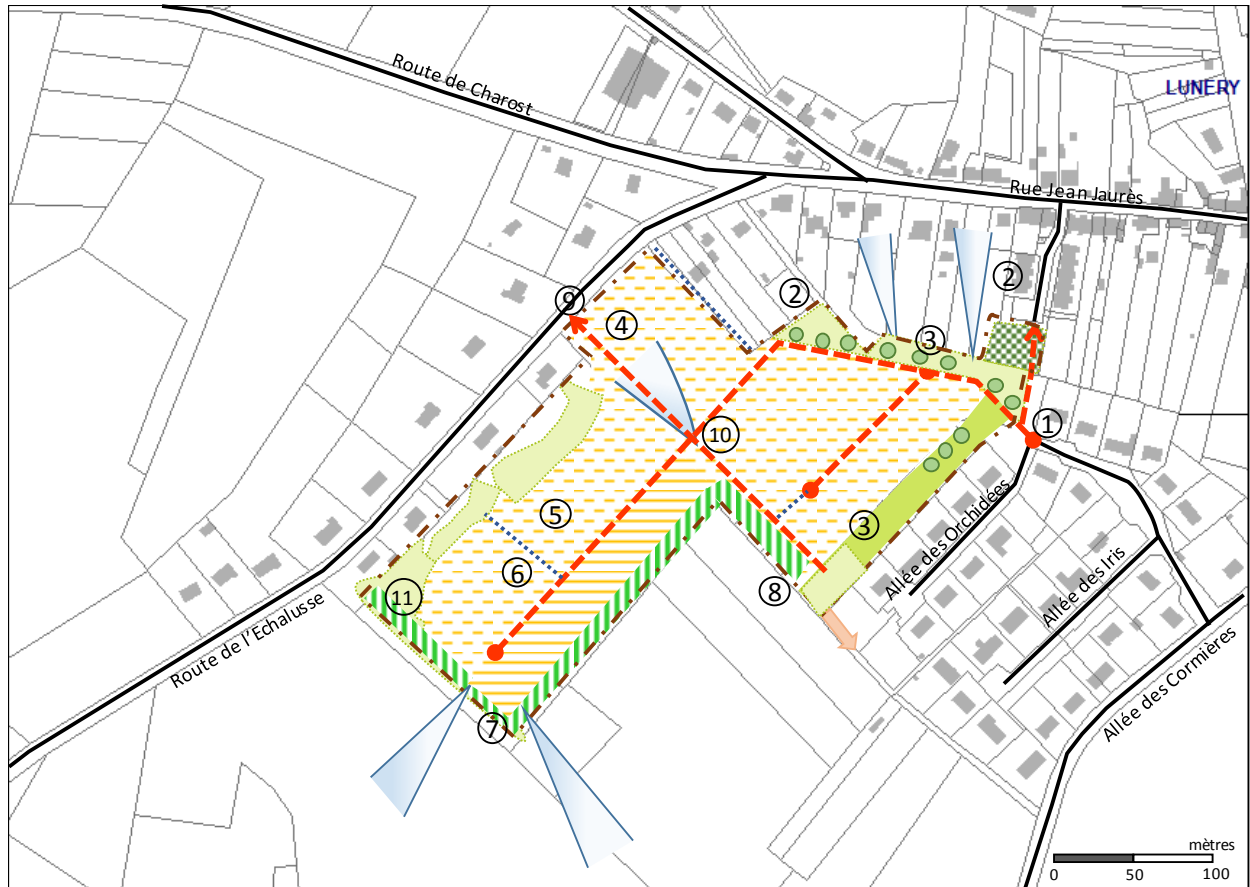 Route de Charost
LUNERY
Rue Jean Jaurès
②
②
⑨
④
③
①
⑩
⑤
③
Allée des Orchidées
⑥
Allée des Iris
⑧
⑪
Route de l'Echalusse
Allée des Cormières
⑦
mètres
0 50 100